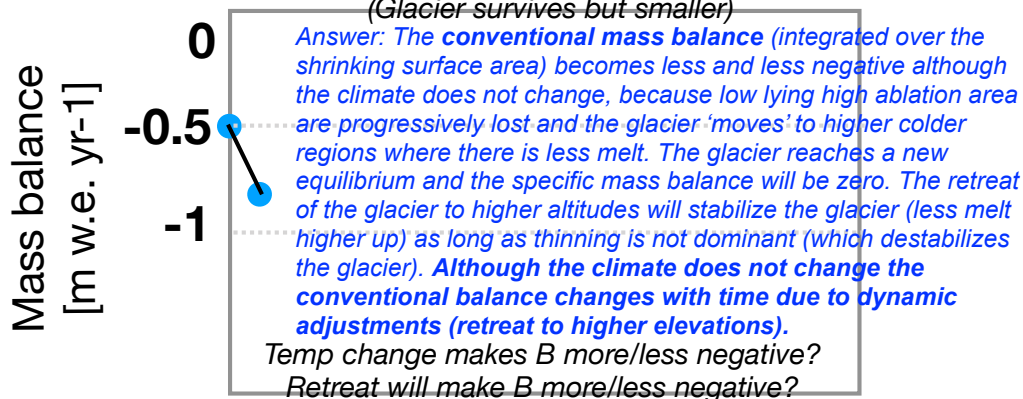 (Glacier survives but smaller)
0
Answer: The conventional mass balance (integrated over the
shrinking surface area) becomes less and less negative although
the climate does not change, because low lying high ablation area
-0.5
are progressively lost and the glacier ‘moves’ to higher colder
regions where there is less melt. The glacier reaches a new
equilibrium and the specific mass balance will be zero. The retreat
-1
of the glacier to higher altitudes will stabilize the glacier (less melt
higher up) as long as thinning is not dominant (which destabilizes
the glacier). Although the climate does not change the
conventional balance changes with time due to dynamic
adjustments (retreat to higher elevations).
Temp change makes B more/less negative?
Retreat will make B more/less negative?
Mass balance
[m w.e. yr-1]